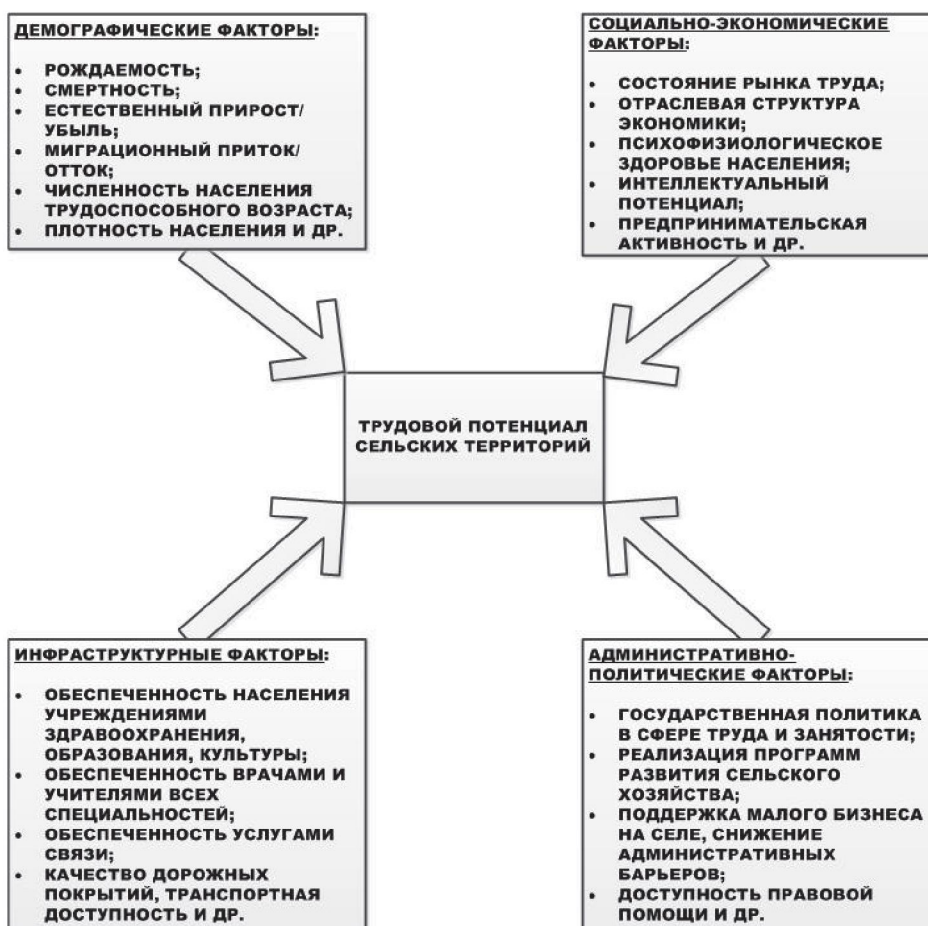 ДЕМОГРАФИЧЕСКИЕ ФАКТОРЫ:
• РОЖДАЕМОСТЬ;
• СМЕРТНОСТЬ;
• ЕСТЕСТВЕННЫЙ ПРИРОСТ/
УБЫЛЬ;
• МИГРАЦИОННЫЙ ПРИТОК/
ОТТОК;
• ЧИСЛЕННОСТЬ НАСЕЛЕНИЯ
ТРУДОСПОСОБНОГО ВОЗРАСТА;
• ПЛОТНОСТЬ НАСЕЛЕНИЯ И ДР.
СОЦИАЛЬНО-ЭКОНОМИЧЕСКИЕ
ФАКТОРЫ:
• СОСТОЯНИЕ РЫНКА ТРУДА;
• ОТРАСЛЕВАЯ СТРУКТУРА
ЭКОНОМИКИ;
• ПСИХОФИЗИОЛОГИЧЕСКОЕ
ЗДОРОВЬЕ НАСЕЛЕНИЯ;
• ИНТЕЛЛЕКТУАЛЬНЫЙ
ПОТЕНЦИАЛ;
• ПРЕДПРИНИМАТЕЛЬСКАЯ
АКТИВНОСТЬ И ДР.
ТРУДОВОЙ ПОТЕНЦИАЛ
СЕЛЬСКИХ ТЕРРИТОРИЙ
ИНФРАСТРУКТУРНЫЕ ФАКТОРЫ:
• ОБЕСПЕЧЕННОСТЬ НАСЕЛЕНИЯ
УЧРЕЖДЕНИЯМИ
ЗДРАВООХРАНЕНИЯ,
ОБРАЗОВАНИЯ, КУЛЬТУРЫ;
• ОБЕСПЕЧЕННОСТЬ ВРАЧАМИ И
УЧИТЕЛЯМИ ВСЕХ
СПЕЦИАЛЬНОСТЕЙ;
• ОБЕСПЕЧЕННОСТЬ УСЛУГАМИ
СВЯЗИ;
• КАЧЕСТВО ДОРОЖНЫХ
ПОКРЫТИЙ, ТРАНСПОРТНАЯ
ДОСТУПНОСТЬ И ДР.
АДМИНИСТРАТИВНО-
ПОЛИТИЧЕСКИЕ ФАКТОРЫ:
• ГОСУДАРСТВЕННАЯ ПОЛИТИКА
В СФЕРЕ ТРУДА И ЗАНЯТОСТИ;
• РЕАЛИЗАЦИЯ ПРОГРАММ
РАЗВИТИЯ СЕЛЬСКОГО
ХОЗЯЙСТВА;
• ПОДДЕРЖКА МАЛОГО БИЗНЕСА
НА СЕЛЕ, СНИЖЕНИЕ
АДМИНИСТРАТИВНЫХ
БАРЬЕРОВ;
• ДОСТУПНОСТЬ ПРАВОВОЙ
ПОМОЩИ И ДР.